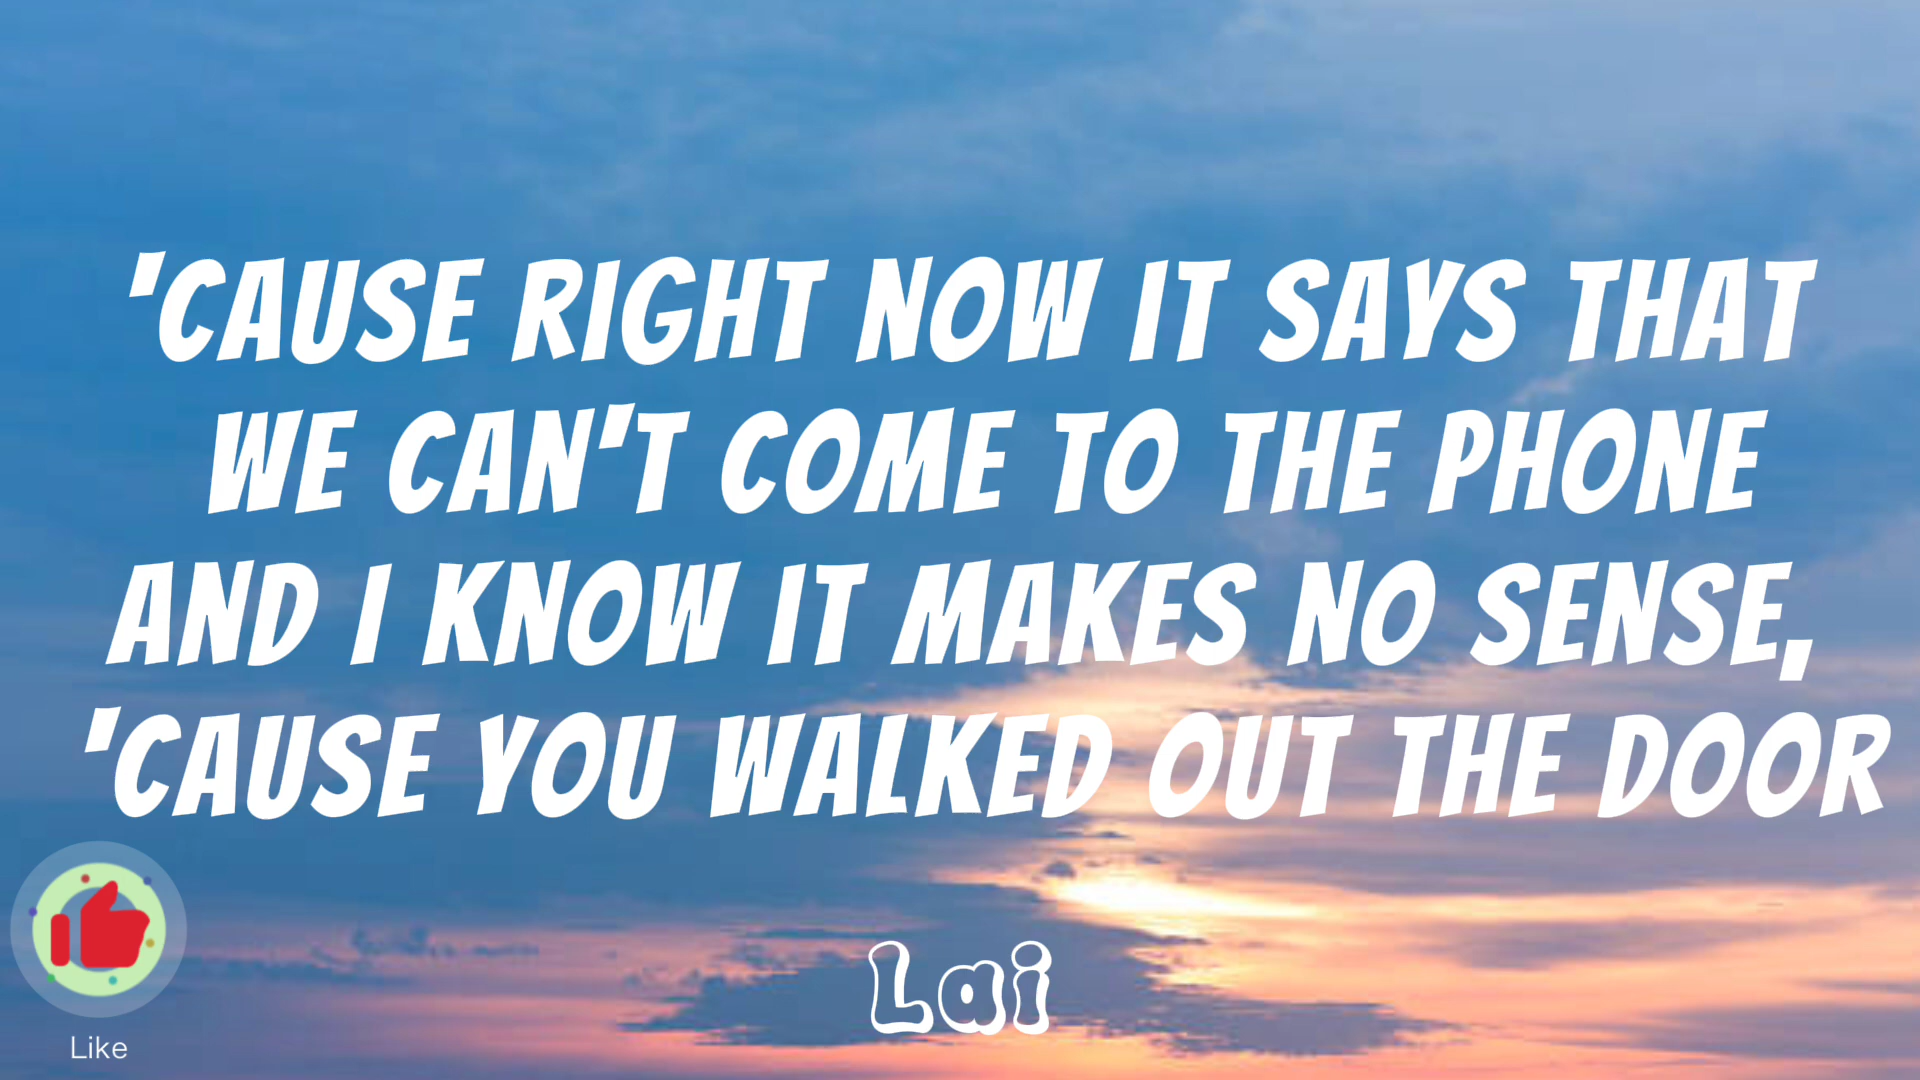 'CAUSE RIGHT NOW IT SAYS THAT
WE CAN'T COME TO THE PHONE
AND I KNOW IT MAKES NO SENSE,
'CAUSE YOU WALKED OUT THE DOOR
Lai
Like